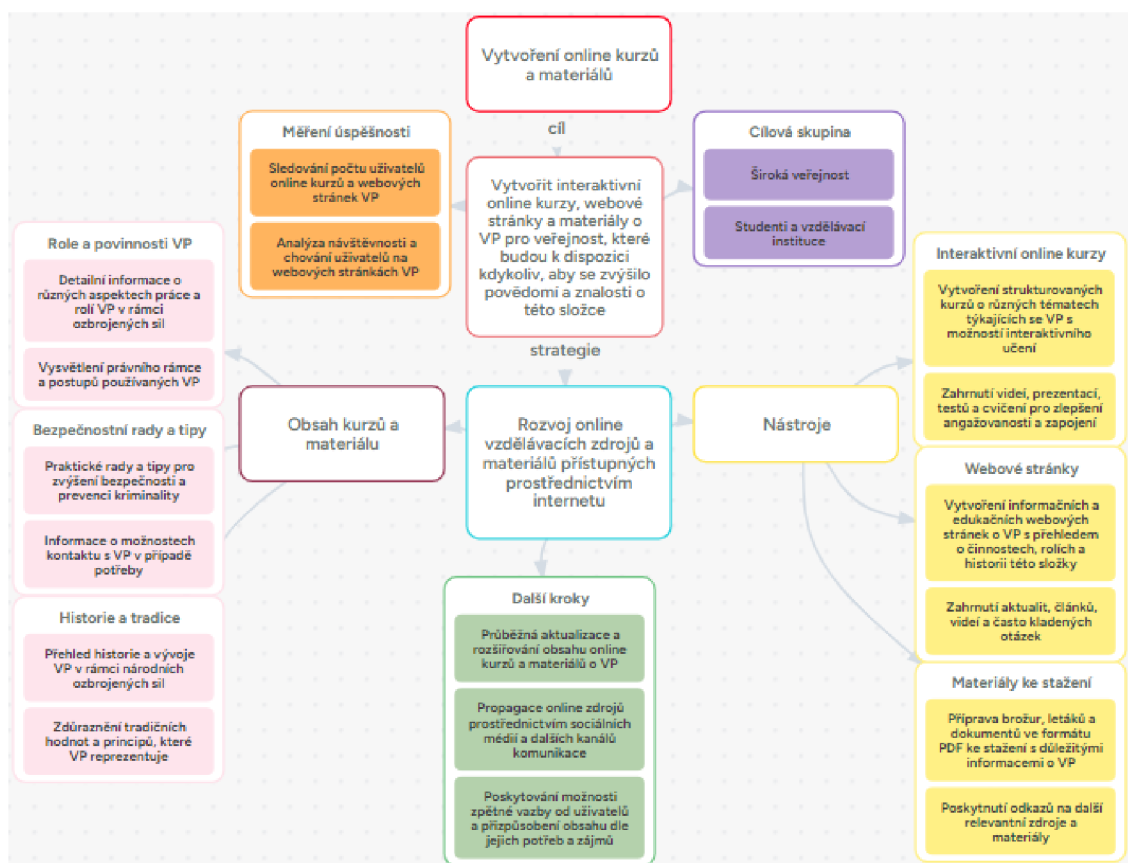 Vytvoření online kurzů
a materiálů
cíl
Měření úspěšnosti
Sledování počtu uživatelů
online kurzů a webových
stránek VP
Analýza návštěvnosti a
chování uživatelů na
webových stránkách VP
Vytvořit interaktivní
online kurzy, webové
stránky a materiály o
VP pro veřejnost, které
budou k dispozici
kdykoliv, aby se zvýšilo
povědomí a znalosti o
této složce
Cílová skupina
Široká veřejnost
Studenti a vzdělávací
instituce
strategie
Role a povinnosti VP
Detailní informace o
různých aspektech práce a
rolí VP v rámci
ozbrojených sil
Vysvětlení právního rámce
a postupů používaných VP
Bezpečnostní rady a tipy
Praktické rady a tipy pro
zvýšení bezpečnosti a
prevenci kriminality
Informace o možnostech
kontaktu s VP v případě
potřeby
Historie a tradice
Přehled historie a vývoje
VP v rámci národních
ozbrojených sil
Zdůraznění tradičních
hodnot a principů, které
VP reprezentuje
Obsah kurzů a
materiálu
Rozvoj online
vzdělávacích zdrojů a
materiálů přístupných
prostřednictvím
internetu
Nástroje
Další kroky
Průběžná aktualizace a
rozšiřování obsahu online
kurzů a materiálů o VP
Propagace online zdrojů
prostřednictvím sociálních
médií a dalších kanálů
komunikace
Poskytování možnosti
zpětné vazby od uživatelů
a přizpůsobení obsahu dle
jejich potřeb a zájmů
Interaktivní online kurzy
Vytvoření strukturovaných
kurzů o různých tématech
týkajících se VP s
možností interaktivního
učení
Zahrnutí videí, prezentací,
testů a cvičení pro zlepšení
angažovanosti a zapojení
Webové stránky
Vytvoření informačních a
edukačních webových
stránek o VP s přehledem
o činnostech, rolích a
historii této složky
Zahrnutí aktualit, článků,
videí a často kladených
otázek
Materiály ke stažení
Příprava brožur, letáků a
dokumentů ve formátu
PDF ke stažení s důležitými
informacemi o VP
Poskytnutí odkazů na další
relevantní zdroje a
materiály